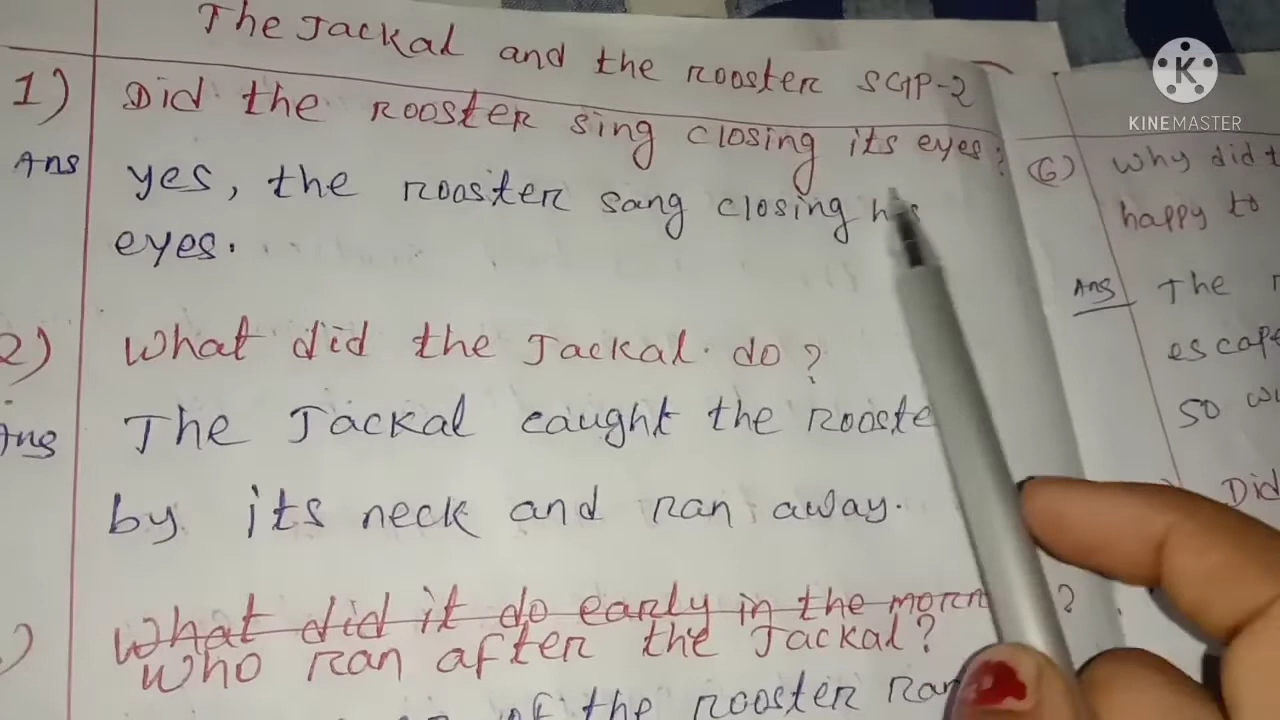 The Jackal and the Rooster SGP-2
1) Did the Rooster sing closing its eyes?
Ans yes, the rooster sang closing his
eyes.
2) What did the Jackal do?
Ans The Jackal caught the Rooste
by its neck and ran away.
What did it do early in the morn ?
Who ran after the Jackal?
of the rooster Ran
KINEMASTER
(6) Why did t
happy to
Ans The
escape
so
Did